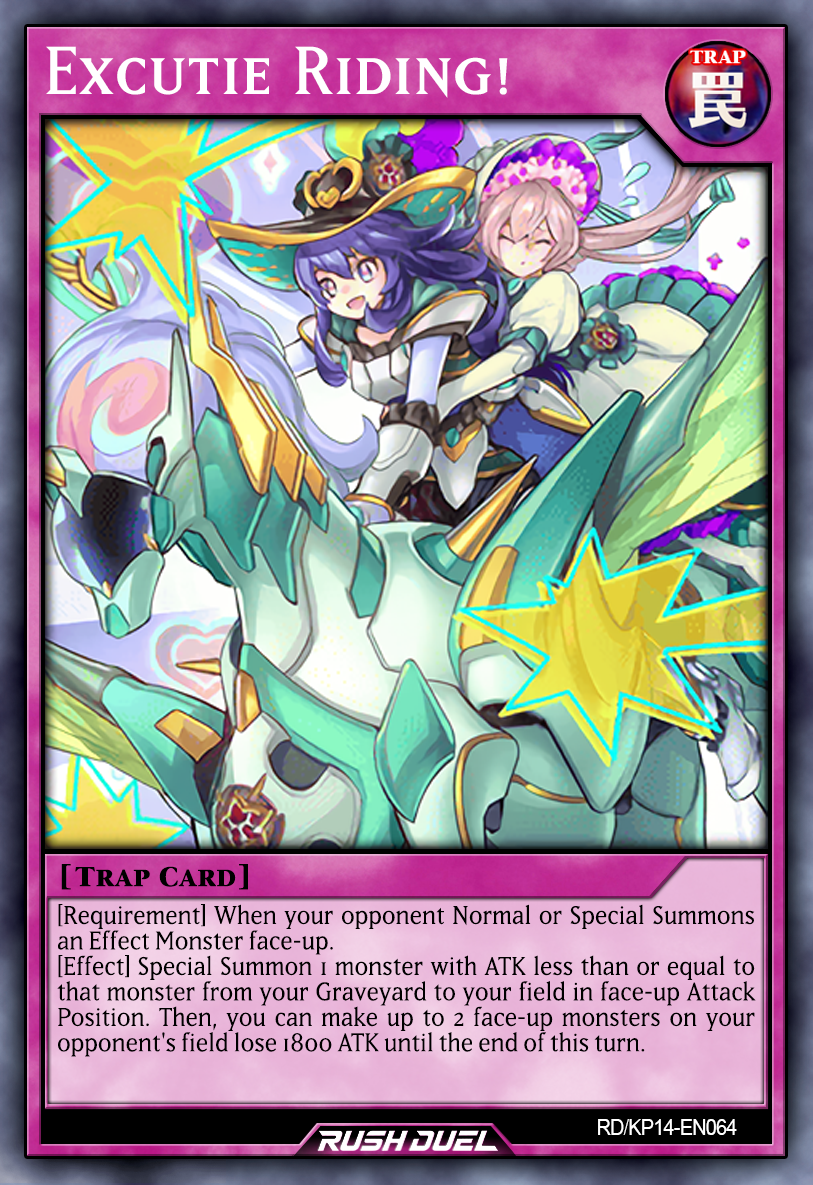 Excutie Riding!
TRAP
罠
[Trap Card]
[Requirement] When your opponent Normal or Special Summons
an Effect Monster face-up.
[Effect] Special Summon 1 monster with ATK less than or equal to
that monster from your Graveyard to your field in face-up Attack
Position. Then, you can make up to 2 face-up monsters on your
opponent's field lose 1800 ATK until the end of this turn.
RD/KP14-EN064
RUSH DUEL